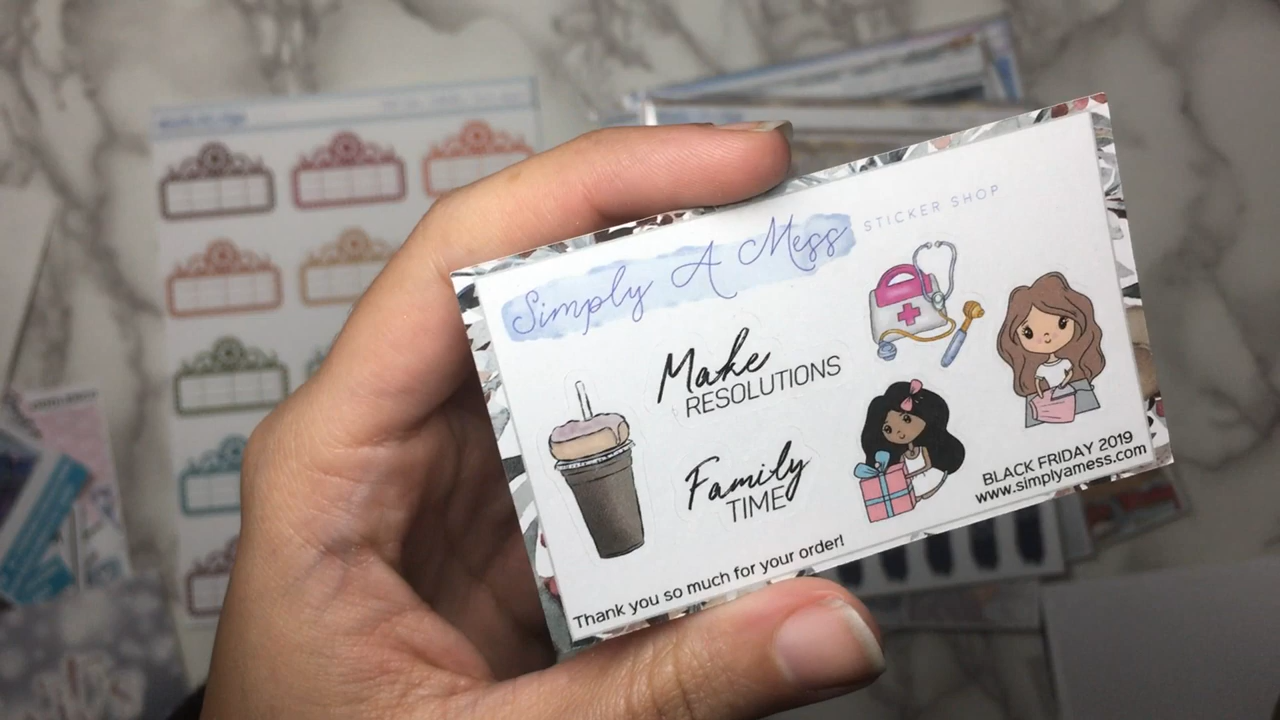 Simply A Mess STICKER SHOP
Make
RESOLUTIONS
Family
TIME
BLACK FRIDAY 2019
www.simplyamess.com
Thank you so much for your order!